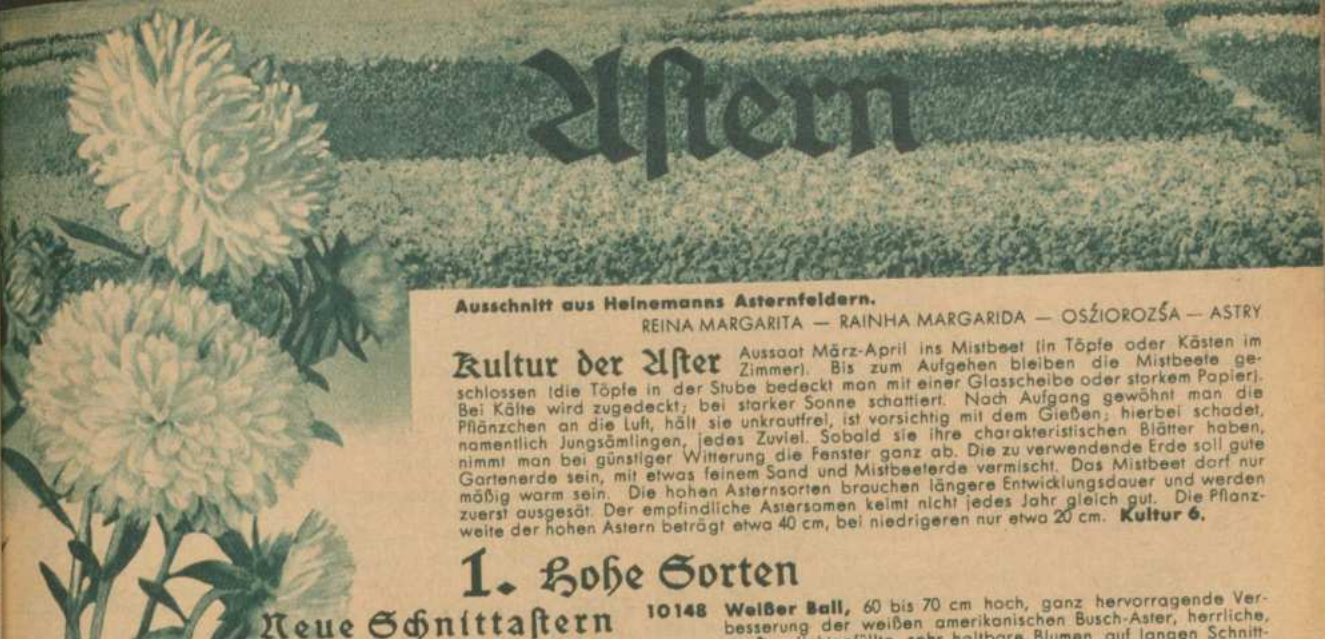 Astern
Ausschnitt aus Heinemanns Asternfeldern.
REINA MARGARITA — RAINHA MARGARIDA — OSŹIOROZŚA — ASTRY
Kultur der Aster Aussaat März-April ins Mistbeet (in Töpfe oder Kästen im
Zimmer). Bis zum Aufgehen bleiben die Mistbeete ge-
schlossen (die Töpfe in der Stube bedeckt man mit einer Glasscheibe oder starkem Papier).
Bei Kälte wird zugedeckt; bei starker Sonne schattiert. Nach Aufgang gewöhnt man die
Pflänzchen an die Luft, hält sie unkrautfrei, ist vorsichtig mit dem Gießen; hierbei schadet,
namentlich Jungsämlingen, jedes Zuviel. Sobald sie ihre charakteristischen Blätter haben,
nimmt man bei günstiger Witterung die Fenster ganz ab. Die zu verwendende Erde soll gute
Gartenerde sein, mit etwas feinem Sand und Mistbeeterde vermischt. Das Mistbeet darf nur
mäßig warm sein. Die hohen Asternsorten brauchen längere Entwicklungsdauer und werden
zuerst ausgesät. Der empfindliche Astersamen keimt nicht jedes Jahr gleich gut. Die Pflanz-
weite der hohen Astern beträgt etwa 40 cm, bei niedrigeren nur etwa 20 cm. Kultur 6.
1. Hohe Sorten
Neue Schnittastern
10148 Weißer Ball, 60 bis 70 cm hoch, ganz hervorragende Ver-
besserung der weißen amerikanischen Busch-Aster, herrliche,
sehr haltbare Blumen auf langen Schnitt-